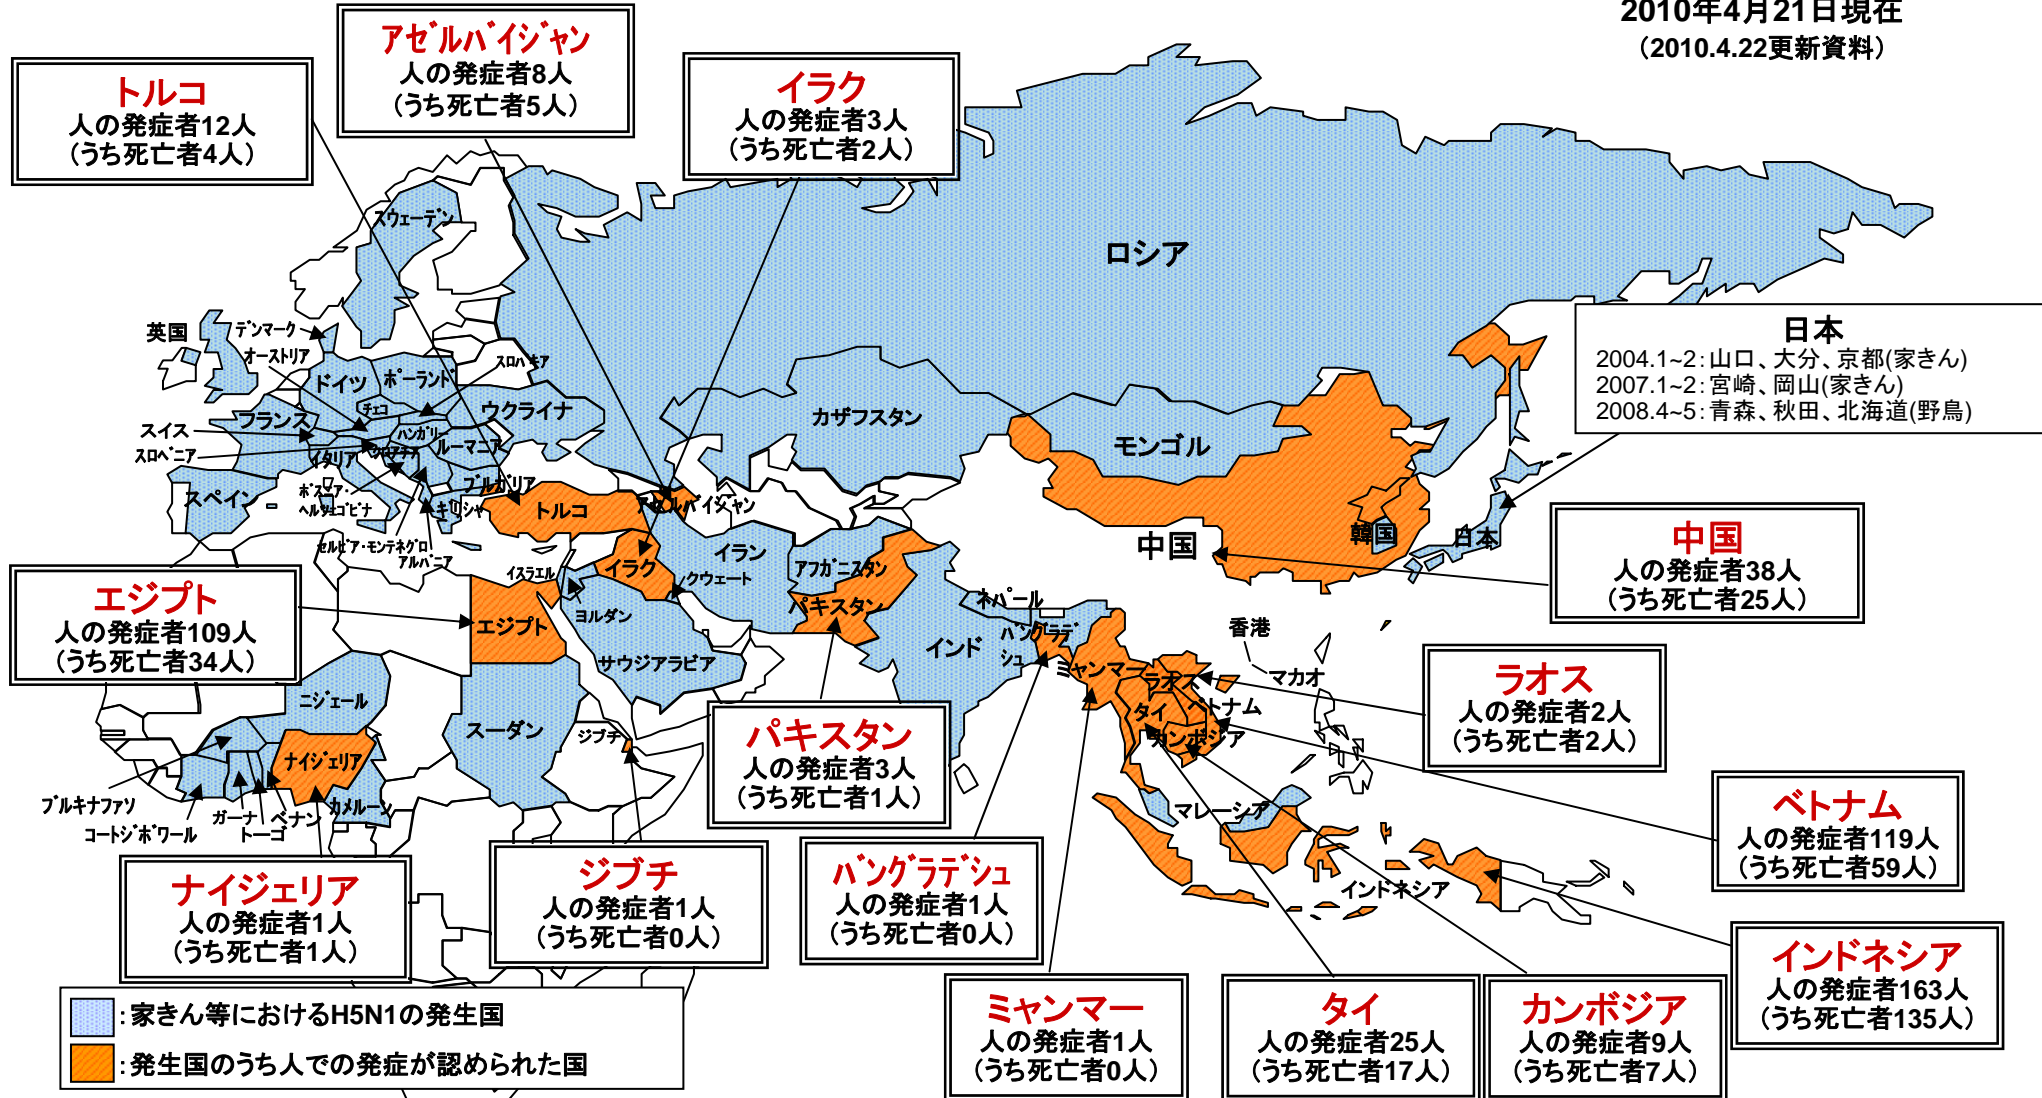 2010年4月21日現在
（2010.4.22更新資料）
トルコ
人の発症者12人
（うち死亡者4人）
アゼルバイジャン
人の発症者8人
（うち死亡者5人）
イラク
人の発症者3人
（うち死亡者2人）
日本
2004.1~2：山口、大分、京都(家きん)
2007.1~2：宮崎、岡山(家きん)
2008.4~5：青森、秋田、北海道(野鳥)
中国
人の発症者38人
（うち死亡者25人）
エジプト
人の発症者109人
（うち死亡者34人）
ラオス
人の発症者2人
（うち死亡者2人）
パキスタン
人の発症者3人
（うち死亡者1人）
ベトナム
人の発症者119人
（うち死亡者59人）
ナイジェリア
人の発症者1人
（うち死亡者1人）
ジブチ
人の発症者1人
（うち死亡者0人）
バングラデシュ
人の発症者1人
（うち死亡者0人）
インドネシア
人の発症者163人
（うち死亡者135人）
ミャンマー
人の発症者1人
（うち死亡者0人）
タイ
人の発症者25人
（うち死亡者17人）
カンボジア
人の発症者9人
（うち死亡者7人）
：家きん等におけるH5N1の発生国
：発生国のうち人での発症が認められた国
スウェーデン
ロシア
英国
デンマーク
オーストリア
スロバキア
ドイツ
ポーランド
チェコ
フランス
ウクライナ
カザフスタン
モンゴル
スイス
スロベニア
ハンガリー
ルーマニア
イタリア
クロアチア
スペイン
ボスニア・
ヘルツェゴビナ
ブルガリア
ギリシャ
トルコ
アゼルバイジャン
セルビア・モンテネグロ
アルバニア
イスラエル
イラク
イラン
クウェート
アフガニスタン
中国
韓国
日本
エジプト
ヨルダン
パキスタン
ネパール
サウジアラビア
インド
バングラデ
シュ
ミャンマー
香港
マカオ
ラオス
タイ
ベトナム
カンボジア
ニジェール
スーダン
ジブチ
ナイジェリア
カメルーン
ブルキナファソ
コートジボワール
ガーナ
トーゴ
ベナン
マレーシア
インドネシア